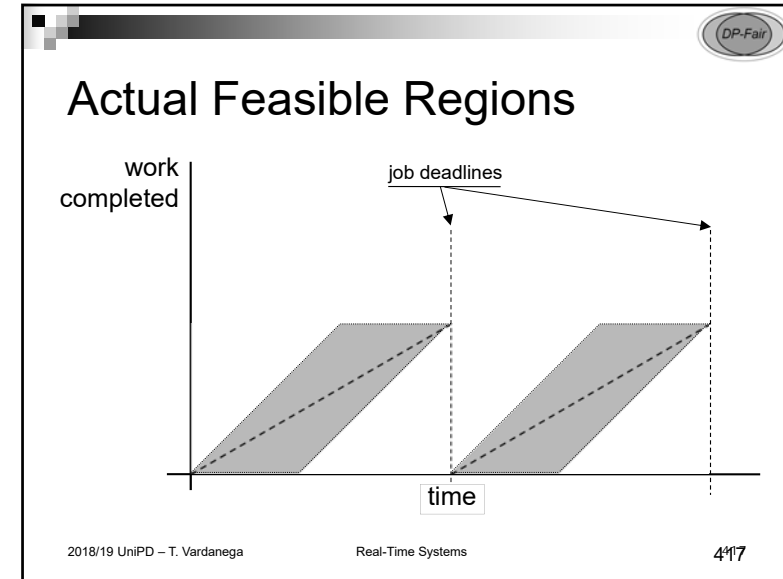 DP-Fair
Actual Feasible Regions
work
completed
job deadlines
time
2018/19 UniPD – T. Vardanega
Real-Time Systems
417